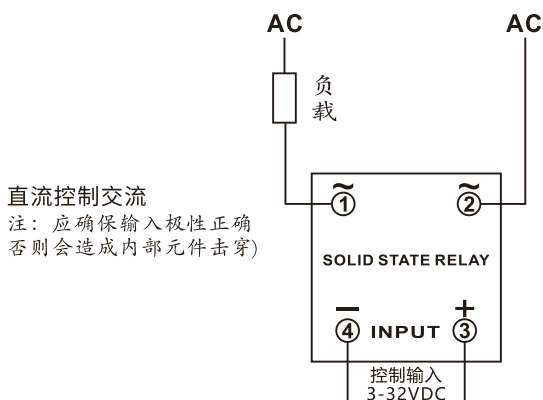 AC AC
负
载
直流控制交流
注：应确保输入极性正确
否则会造成内部元件击穿)
~ ~
① ②
SOLID STATE RELAY
− +
④ INPUT ③
控制输入
3-32VDC